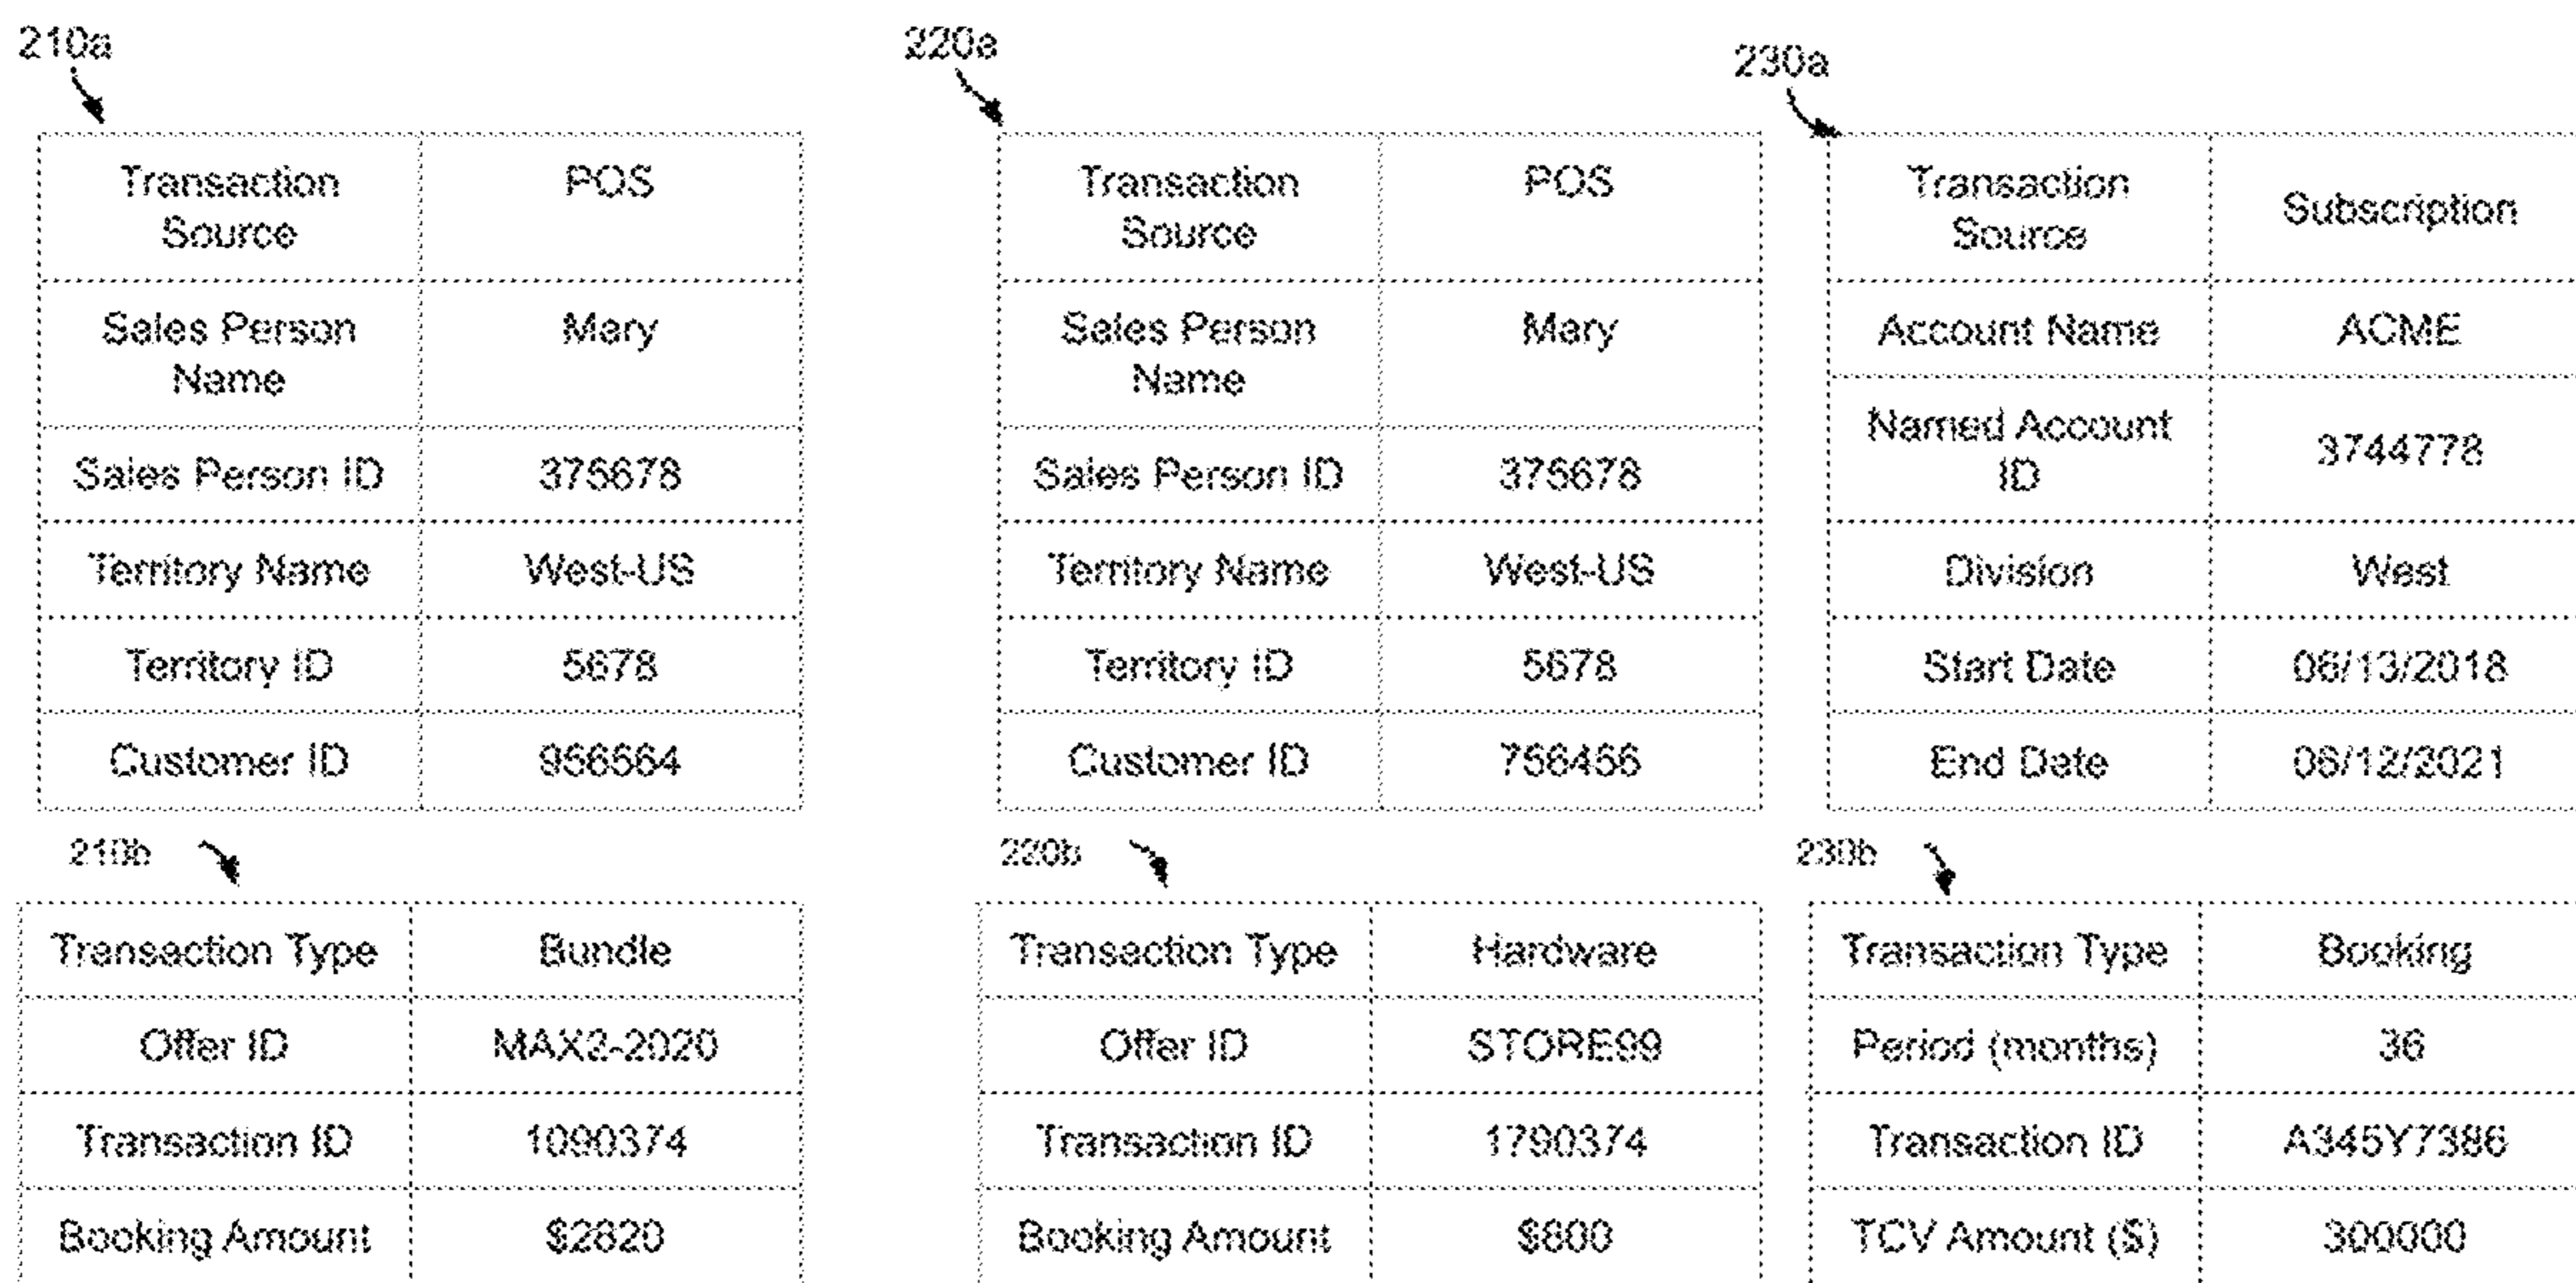 210a
Transaction Source POS
Sales Person Name Mary
Sales Person ID 375678
Territory Name West-US
Territory ID 5678
Customer ID
220a
Transaction Source POS
Sales Person Name Mary
Sales Person ID 375678
Territory Name West-US
Territory ID 5678
Customer ID
230a
Transaction Source Subscription
Account Name ACME
Named Account ID 3744778
Division West
Start Date 06/13/2018
End Date 06/12/2021
210b
Transaction Type Bundle
Offer ID MAX2-2020
Transaction ID 1090374
Booking Amount
220b
Transaction Type Hardware
Offer ID STORE99
Transaction ID 1790374
Booking Amount
230b
Transaction Type Booking
Period (months) 36
Transaction ID A345Y7386
TCV Amount ($) 300000